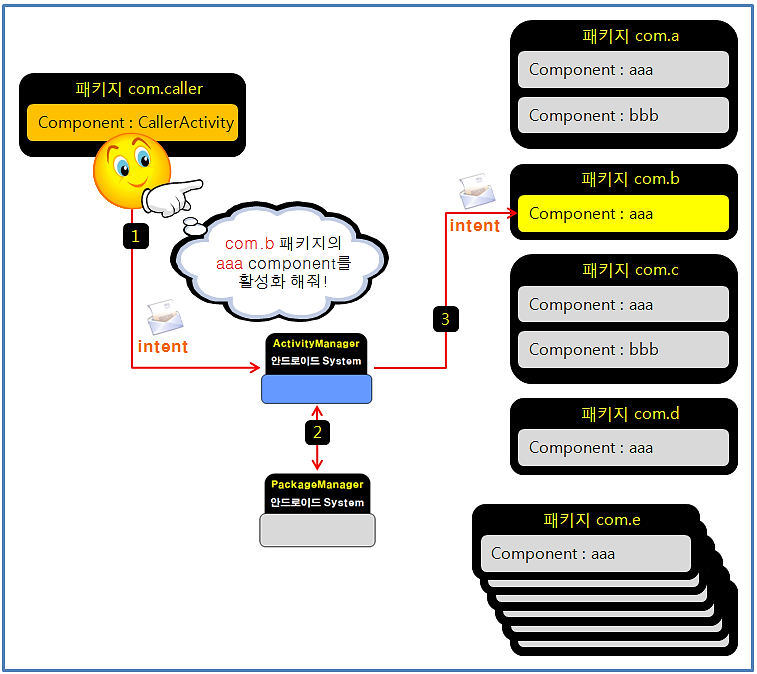 패키지 com.caller
Component : CallerActivity
1
com.b 패키지의
aaa component를
활성화 해줘!
intent
ActivityManager
안드로이드 System
2
PackageManager
안드로이드 System
3
intent
패키지 com.a
Component : aaa
Component : bbb
패키지 com.b
Component : aaa
패키지 com.c
Component : aaa
Component : bbb
패키지 com.d
Component : aaa
패키지 com.e
Component : aaa